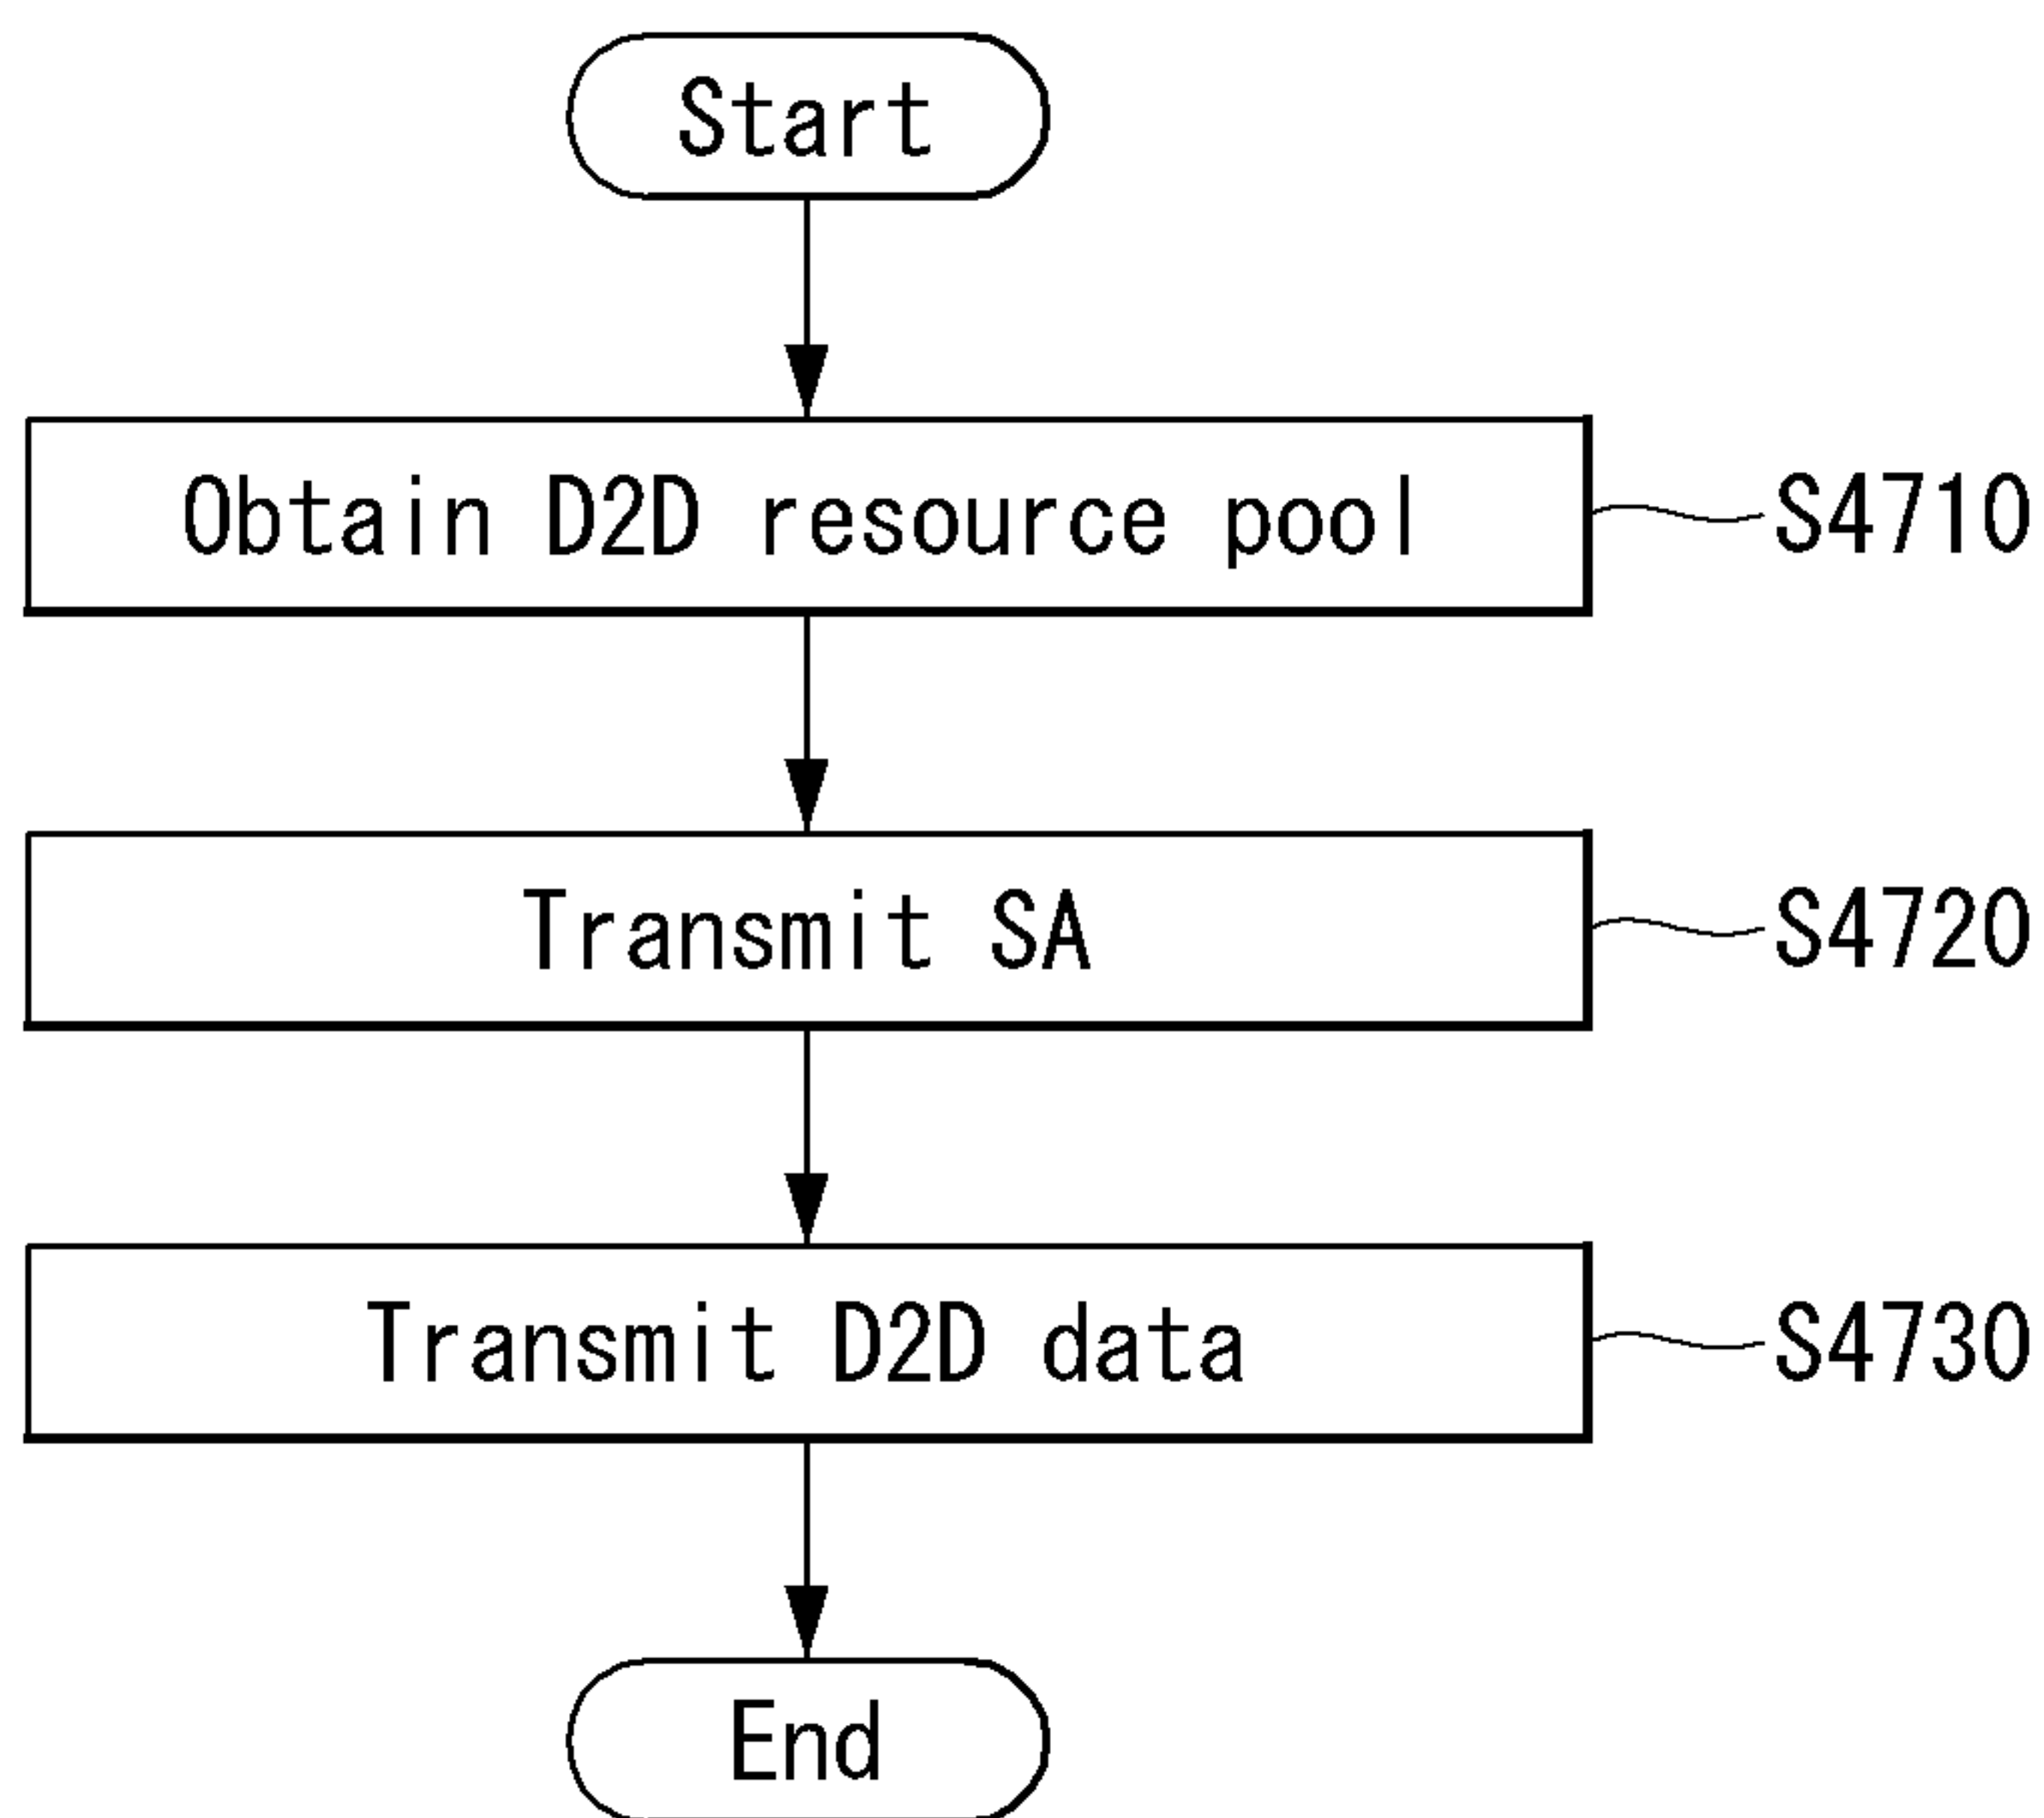 Start
Obtain D2D resource pool
S4710
Transmit SA
S4720
Transmit D2D data
S4730
End